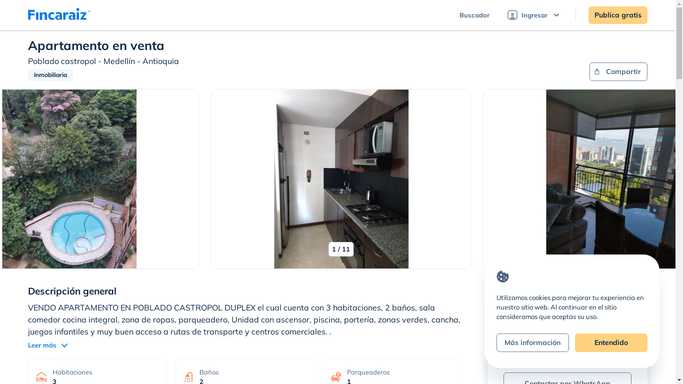 Fincaraiz
Buscador
Ingresar
Publica gratis
Apartamento en venta
Poblado castropol - Medellín - Antioquia
Inmobiliaria
Compartir
1 / 11
Descripción general
VENDO APARTAMENTO EN POBLADO CASTROPOL DUPLEX el cual cuenta con 3 habitaciones, 2 baños, sala
comedor cocina integral, zona de ropas, parqueadero, Unidad con ascensor, piscina, portería, zonas verdes, cancha,
juegos infantiles y muy buen acceso a rutas de transporte y centros comerciales. .
Leer más
Habitaciones
3
Baños
2
Parqueaderos
1
Utilizamos cookies para mejorar tu experiencia en
nuestro sitio web. Al continuar en el sitio
consideramos que aceptas su uso.
Más información
Entendido
Contactar por WhatsApp